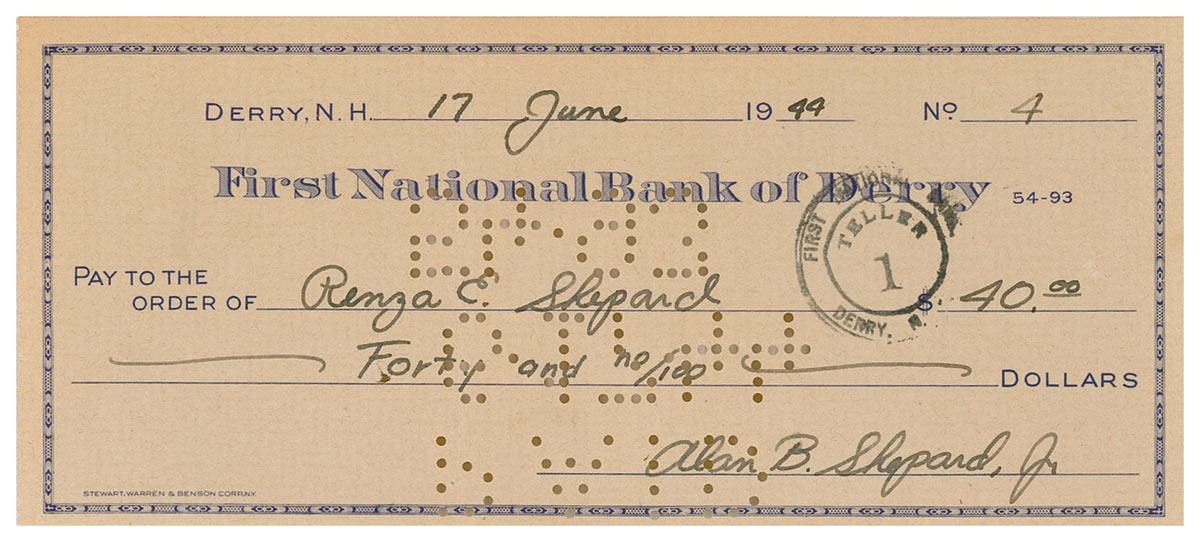 DERRY, N. H. 17 June 1944 No 4
First National Bank of Derry 54-93
FIRST NATIONAL
TELLER
1
DERRY, N.
PAY TO THE
ORDER OF Renza E. Shepard $ 40.00
Forty and no/100 DOLLARS
Alan B. Shepard, Jr
STEWART, WARREN & BENSON CORP. N.Y.